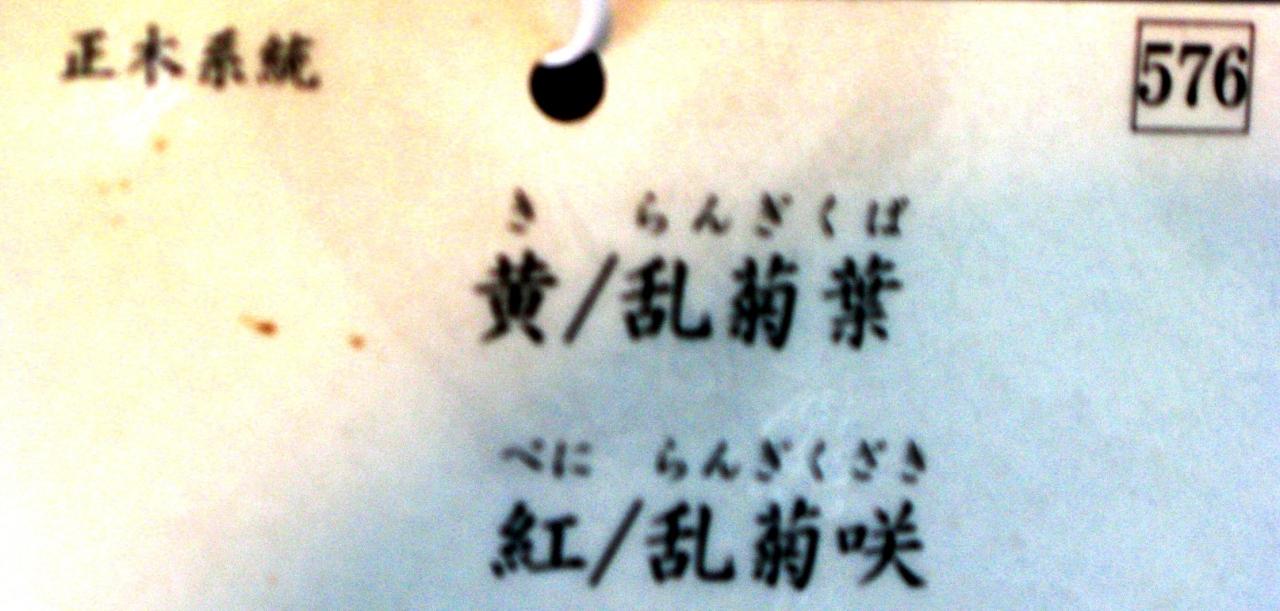 正木系統
576
き らんぎくば
黄/乱菊葉
べに らんぎくざき
紅/乱菊咲